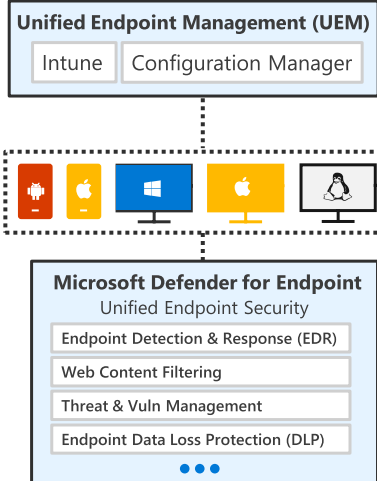 Unified Endpoint Management (UEM)
Intune
Configuration Manager
Microsoft Defender for Endpoint
Unified Endpoint Security
Endpoint Detection & Response (EDR)
Web Content Filtering
Threat & Vuln Management
Endpoint Data Loss Protection (DLP)